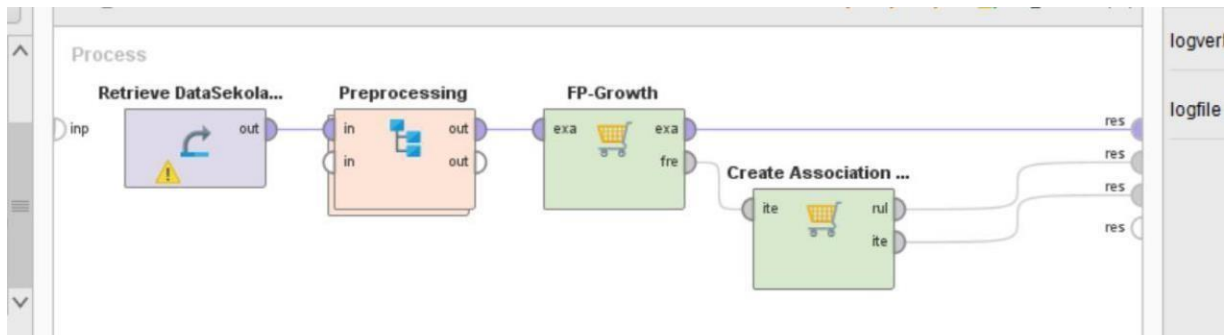 Process
Retrieve DataSekola...
Preprocessing
FP-Growth
inp
out
in
out
in
out
exa
exa
fre
Create Association ...
ite
rul
ite
res
res
res
res
logver
logfile